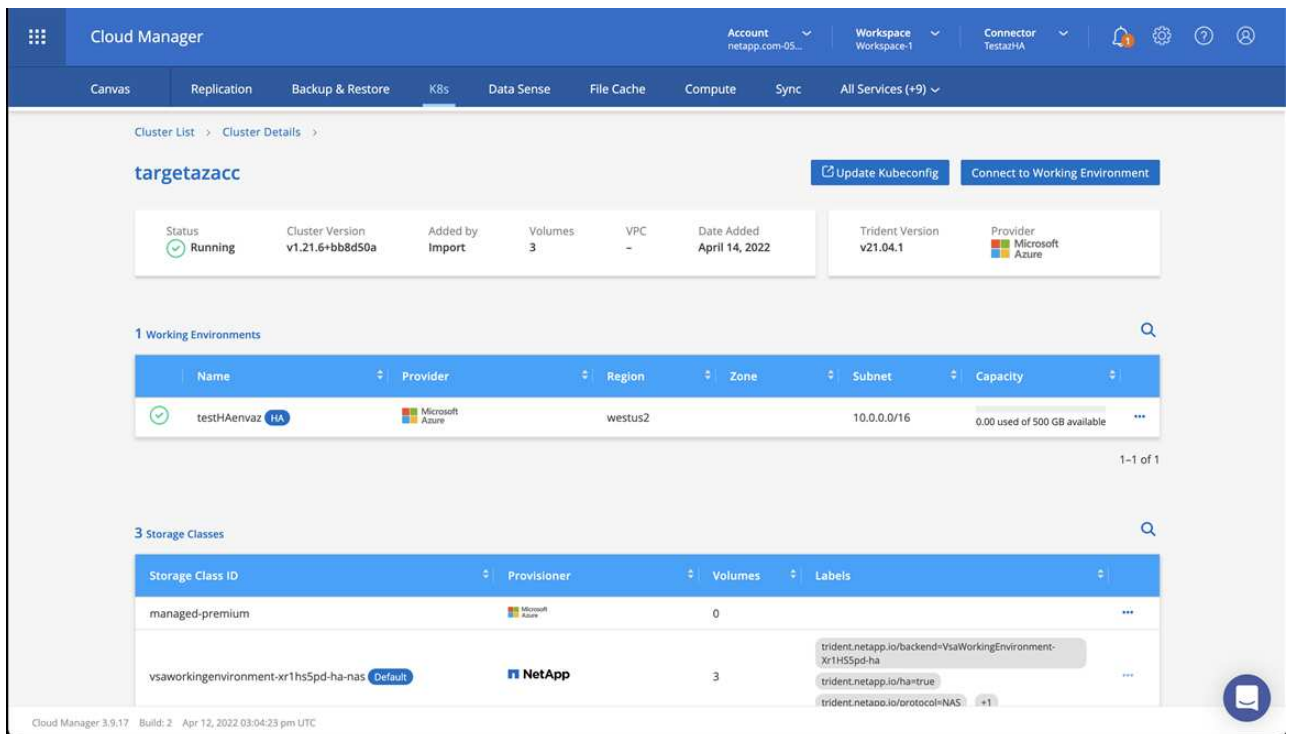 Cloud Manager
Account
netapp.com-05...
Workspace
Workspace-1
Connector
TestazHA
1
Canvas Replication Backup & Restore K8s Data Sense File Cache Compute Sync All Services (+9)
Cluster List > Cluster Details >
targetazacc
Update Kubeconfig
Connect to Working Environment
Status Cluster Version Added by Volumes VPC Date Added Trident Version Provider
Running v1.21.6+bb8d50a Import 3 – April 14, 2022 v21.04.1 Microsoft Azure
1 Working Environments
Name Provider Region Zone Subnet Capacity
testHAenvaz HA Microsoft Azure westus2 10.0.0.0/16 0.00 used of 500 GB available
1–1 of 1
3 Storage Classes
Storage Class ID Provisioner Volumes Labels
managed-premium Microsoft Azure 0
trident.netapp.io/backend=VsaWorkingEnvironment-
Xr1HS5pd-ha
vsaworkingenvironment-xr1hs5pd-ha-nas Default NetApp 3 trident.netapp.io/ha=true
trident.netapp.io/protocol=NAS +1
Cloud Manager 3.9.17 Build: 2 Apr 12, 2022 03:04:23 pm UTC